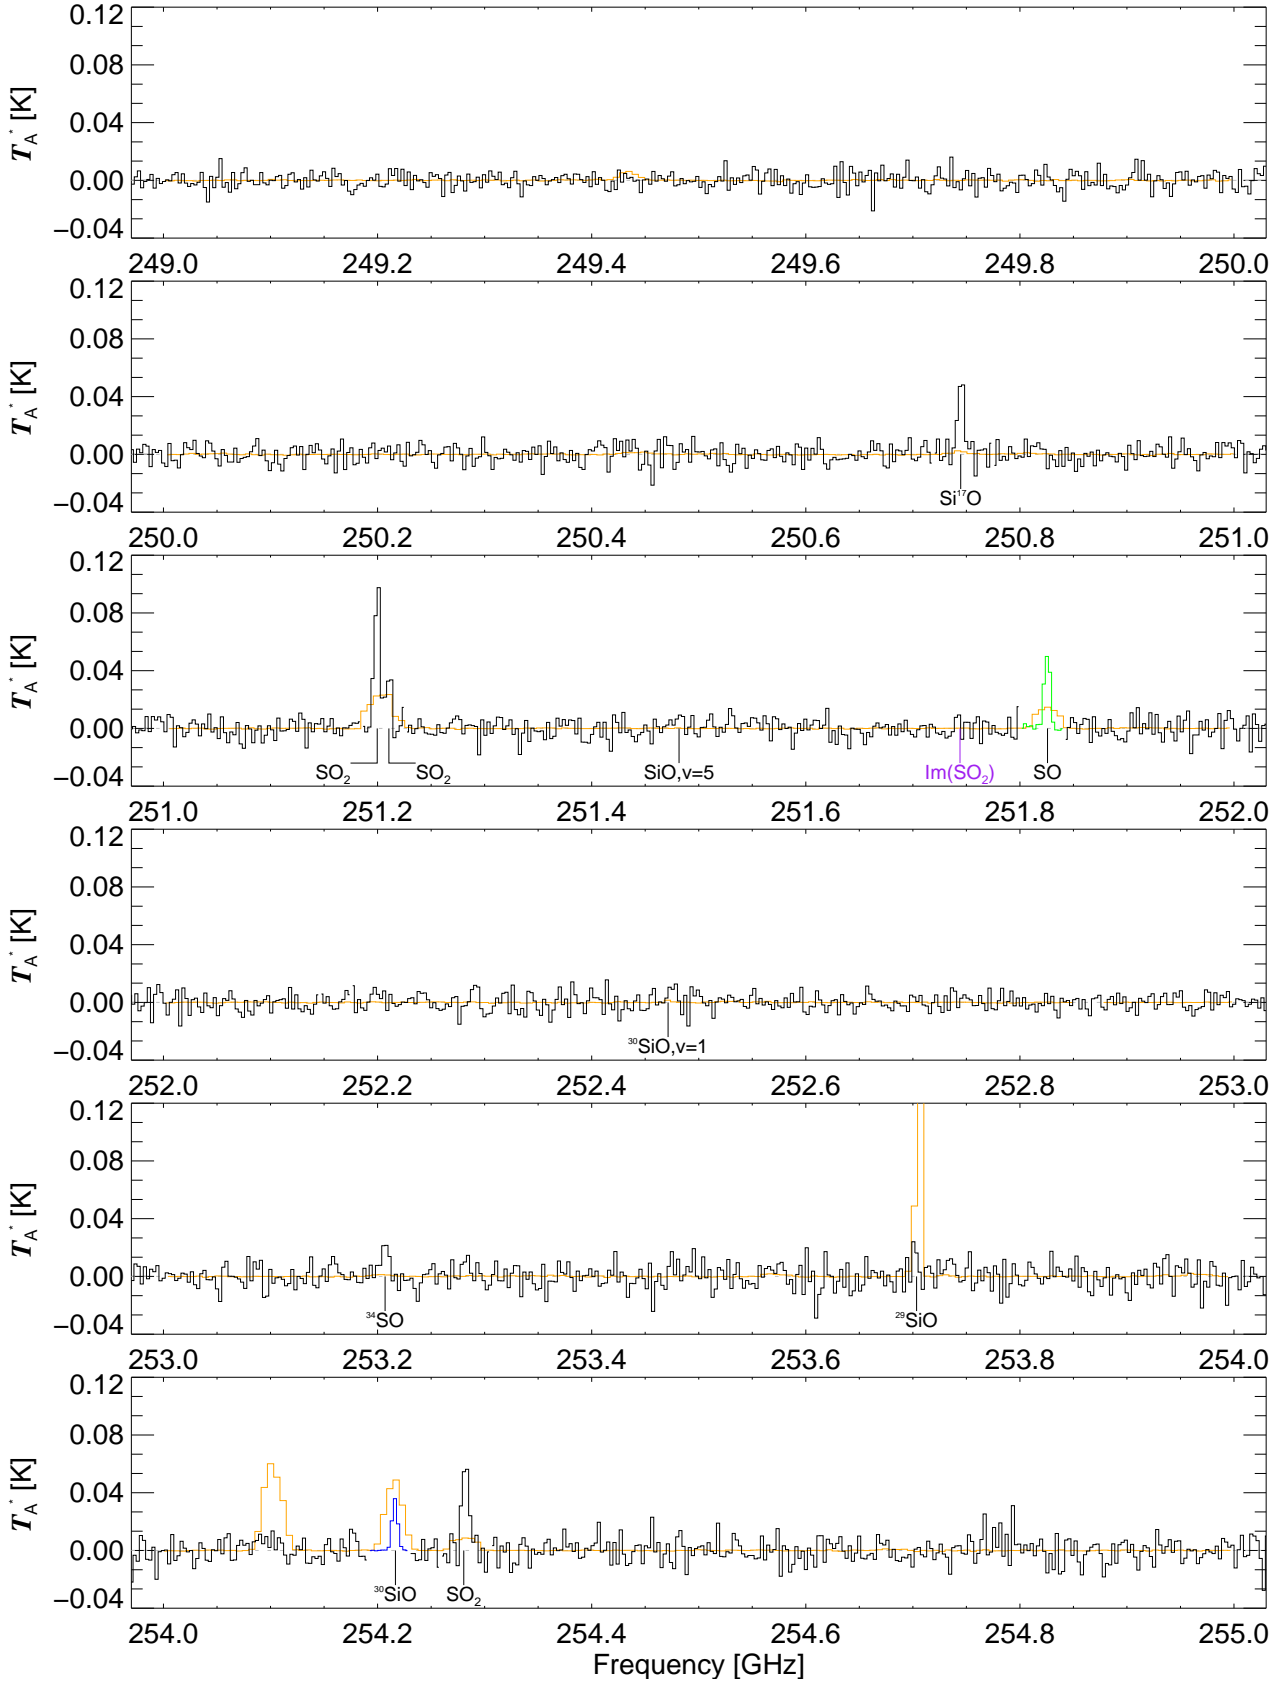 0.12
0.08
0.04
0.00
−0.04
T_A^* [K]
249.0 249.2 249.4 249.6 249.8 250.0
0.12
0.08
0.04
0.00
−0.04
T_A^* [K]
Si¹⁷O
250.0 250.2 250.4 250.6 250.8 251.0
0.12
0.08
0.04
0.00
−0.04
T_A^* [K]
SO₂ SO₂ SiO,v=5 Im(SO₂) SO
251.0 251.2 251.4 251.6 251.8 252.0
0.12
0.08
0.04
0.00
−0.04
T_A^* [K]
³⁰SiO,v=1
252.0 252.2 252.4 252.6 252.8 253.0
0.12
0.08
0.04
0.00
−0.04
T_A^* [K]
³⁴SO ²⁹SiO
253.0 253.2 253.4 253.6 253.8 254.0
0.12
0.08
0.04
0.00
−0.04
T_A^* [K]
³⁰SiO SO₂
254.0 254.2 254.4 254.6 254.8 255.0
Frequency [GHz]